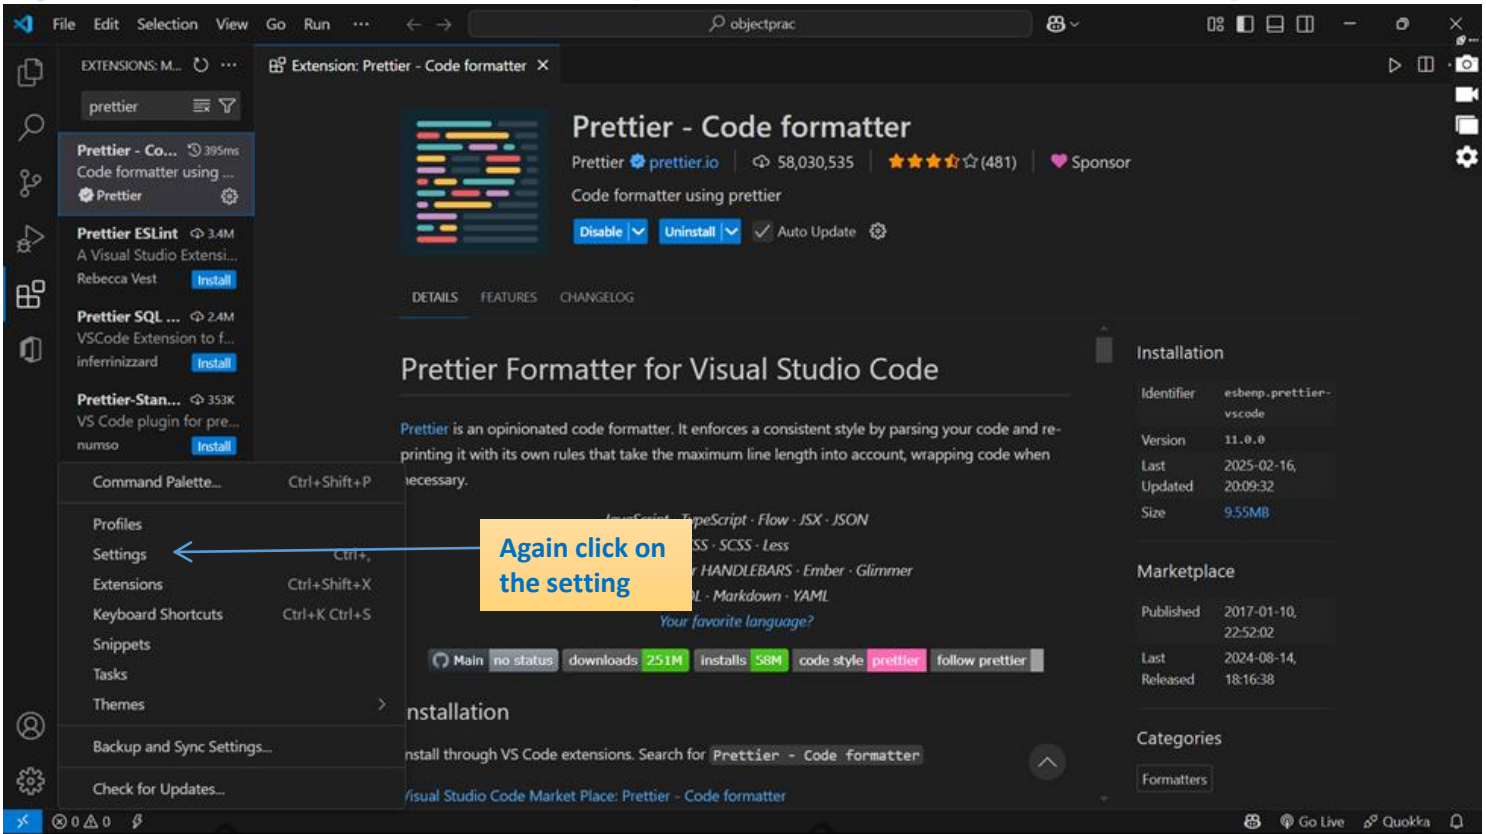 File Edit Selection View Go Run ··· objectprac
EXTENSIONS: M... ···
Extension: Prettier - Code formatter
prettier
Prettier - Co... 395ms
Code formatter using ...
Prettier
Prettier ESLint 3.4M
A Visual Studio Extensi...
Rebecca Vest Install
Prettier SQL ... 2.4M
VSCode Extension to f...
inferrinizzard Install
Prettier-Stan... 353K
VS Code plugin for pre...
numso Install
Command Palette... Ctrl+Shift+P
Profiles
Settings Ctrl+,
Extensions Ctrl+Shift+X
Keyboard Shortcuts Ctrl+K Ctrl+S
Snippets
Tasks
Themes
Backup and Sync Settings...
Check for Updates...
Prettier - Code formatter
Prettier prettier.io 58,030,535 (481) Sponsor
Code formatter using prettier
Disable Uninstall Auto Update
DETAILS FEATURES CHANGELOG
Prettier Formatter for Visual Studio Code
Prettier is an opinionated code formatter. It enforces a consistent style by parsing your code and re-
printing it with its own rules that take the maximum line length into account, wrapping code when
necessary.
JavaScript · TypeScript · Flow · JSX · JSON
SCSS · Less
HANDLEBARS · Ember · Glimmer
Markdown · YAML
Your favorite language?
Again click on
the setting
Main no status downloads 251M installs 58M code style prettier follow prettier
nstallation
nstall through VS Code extensions. Search for Prettier - Code formatter
Visual Studio Code Market Place: Prettier - Code formatter
Installation
Identifier esbenp.prettier-
vscode
Version 11.0.0
Last 2025-02-16,
Updated 20:09:32
Size 9.55MB
Marketplace
Published 2017-01-10,
22:52:02
Last 2024-08-14,
Released 18:16:38
Categories
Formatters
0 0 Go Live Quokka